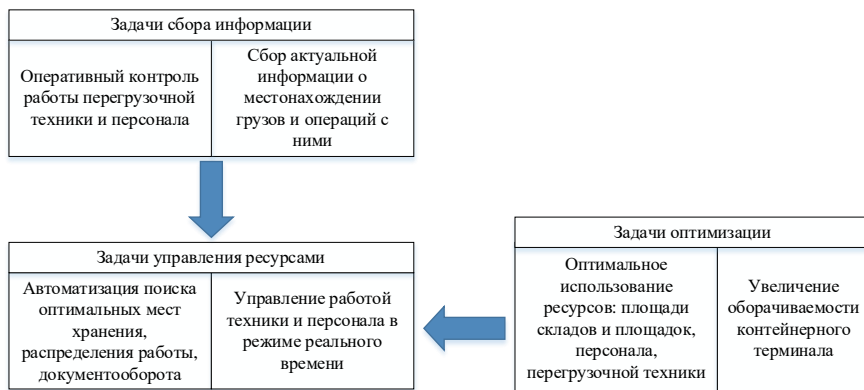 Задачи сбора информации
Оперативный контроль
работы перегрузочной
техники и персонала
Сбор актуальной
информации о
местонахождении
грузов и операций с
ними
Задачи управления ресурсами
Автоматизация поиска
оптимальных мест
хранения,
распределения работы,
документооборота
Управление работой
техники и персонала в
режиме реального
времени
Задачи оптимизации
Оптимальное
использование
ресурсов: площади
складов и площадок,
персонала,
перегрузочной техники
Увеличение
оборачиваемости
контейнерного
терминала